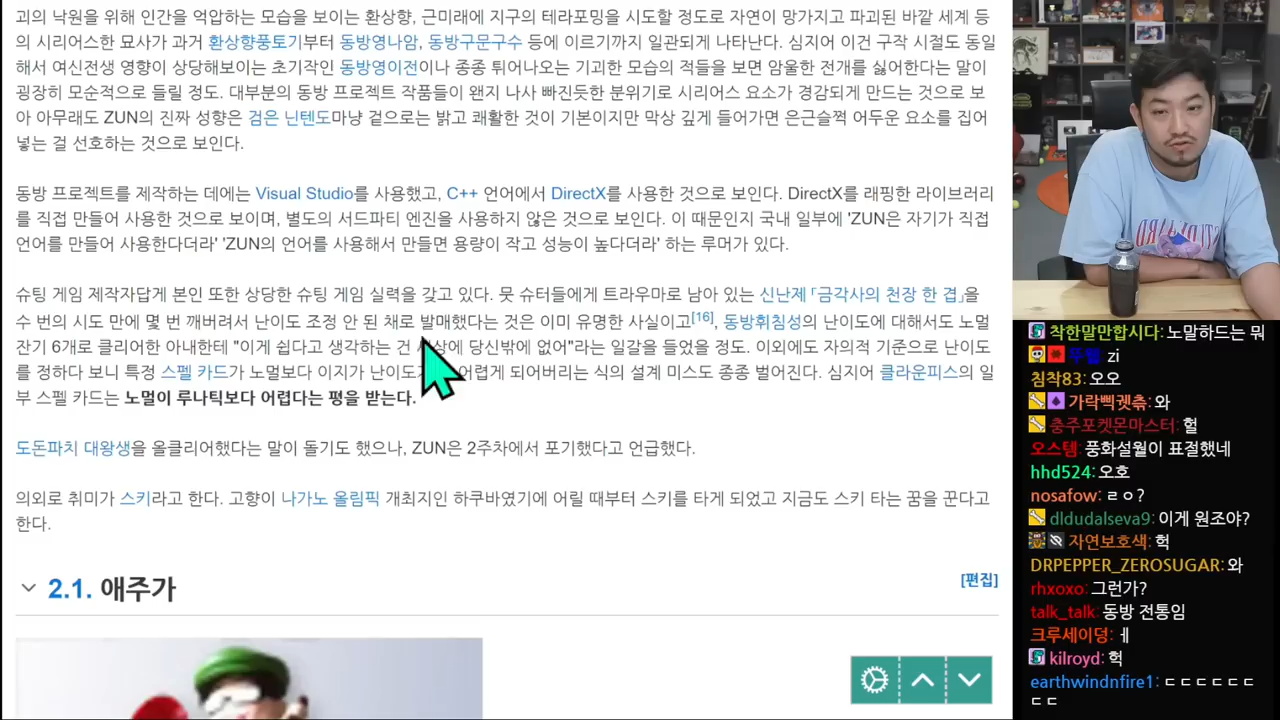 괴의 낙원을 위해 인간을 억압하는 모습을 보이는 환상향, 근미래에 지구의 테라포밍을 시도할 정도로 자연이 망가지고 파괴된 바깥 세계 등
의 시리어스한 묘사가 과거 환상향풍토기부터 동방영나암, 동방구문구수 등에 이르기까지 일관되게 나타난다. 심지어 이건 구작 시절도 동일
해서 여신전생 영향이 상당해보이는 초기작인 동방영이전이나 종종 튀어나오는 기괴한 모습의 적들을 보면 암울한 전개를 싫어한다는 말이
굉장히 모순적으로 들릴 정도. 대부분의 동방 프로젝트 작품들이 왠지 나사 빠진듯한 분위기로 시리어스 요소가 경감되게 만드는 것으로 보
아 아무래도 ZUN의 진짜 성향은 검은 닌텐도마냥 겉으로는 밝고 쾌활한 것이 기본이지만 막상 깊게 들어가면 은근슬쩍 어두운 요소를 집어
넣는 걸 선호하는 것으로 보인다.
동방 프로젝트를 제작하는 데에는 Visual Studio를 사용했고, C++ 언어에서 DirectX를 사용한 것으로 보인다. DirectX를 래핑한 라이브러리
를 직접 만들어 사용한 것으로 보이며, 별도의 서드파티 엔진을 사용하지 않은 것으로 보인다. 이 때문인지 국내 일부에 'ZUN은 자기가 직접
언어를 만들어 사용한다더라' 'ZUN의 언어를 사용해서 만들면 용량이 작고 성능이 높다더라' 하는 루머가 있다.
슈팅 게임 제작자답게 본인 또한 상당한 슈팅 게임 실력을 갖고 있다. 뭇 슈터들에게 트라우마로 남아 있는 신난제「금각사의 천장 한 겹」을
수 번의 시도 만에 몇 번 깨버려서 난이도 조정 안 된 채로 발매했다는 것은 이미 유명한 사실이고[16], 동방휘침성의 난이도에 대해서도 노멀
잔기 6개로 클리어한 아내한테 "이게 쉽다고 하는 건 당신밖에 없어"라는 일갈을 들었을 정도. 이외에도 자의적 기준으로 난이도
를 정하다 보니 특정 스펠 카드가 노멀보다 이지가 어렵게 되어버리는 식의 설계 미스도 종종 벌어진다. 심지어 클라운피스의 일
부 스펠 카드는 노멀이 루나틱보다 어렵다는 평을 받는다.
도돈파치 대왕생을 올클리어했다는 말이 돌기도 했으나, ZUN은 2주차에서 포기했다고 언급했다.
의외로 취미가 스키라고 한다. 고향이 나가노 올림픽 개최지인 하쿠바였기에 어릴 때부터 스키를 타게 되었고 지금도 스키 타는 꿈을 꾼다고
한다.
2.1. 애주가
[편집]
착한말만합시다: 노말하드는 뭐
뚜뻘: zi
침착83: 오오
가락삑궷츢: 와
충주포켓몬마스터: 헐
오스템: 풍화설월이 표절했네
hhd524: 오호
nosafow: ㄹㅇ?
dldudalseva9: 이게 원조야?
자연보호색: 헉
DRPEPPER_ZEROSUGAR: 와
rhxoxo: 그런가?
talk_talk: 동방 전통임
크루세이덩: ㅔ
kilroyd: 헉
earthwindnfire1: ㄷㄷㄷㄷㄷㄷ
ㄷㄷ